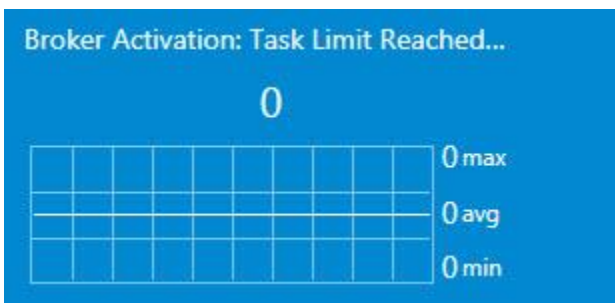 Broker Activation: Task Limit Reached...
0
0 max
0 avg
0 min